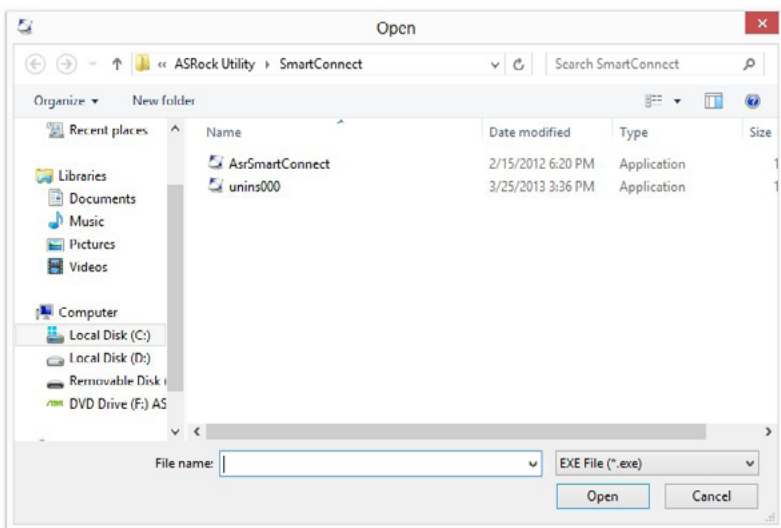 Open
« ASRock Utility ▸ SmartConnect
Search SmartConnect
Organize
New folder
Recent places
Libraries
Documents
Music
Pictures
Videos
Computer
Local Disk (C:)
Local Disk (D:)
Removable Disk
DVD Drive (F:) AS
Name Date modified Type Size
AsrSmartConnect 2/15/2012 6:20 PM Application 1
unins000 3/25/2013 3:36 PM Application 1
File name:
EXE File (*.exe)
Open Cancel